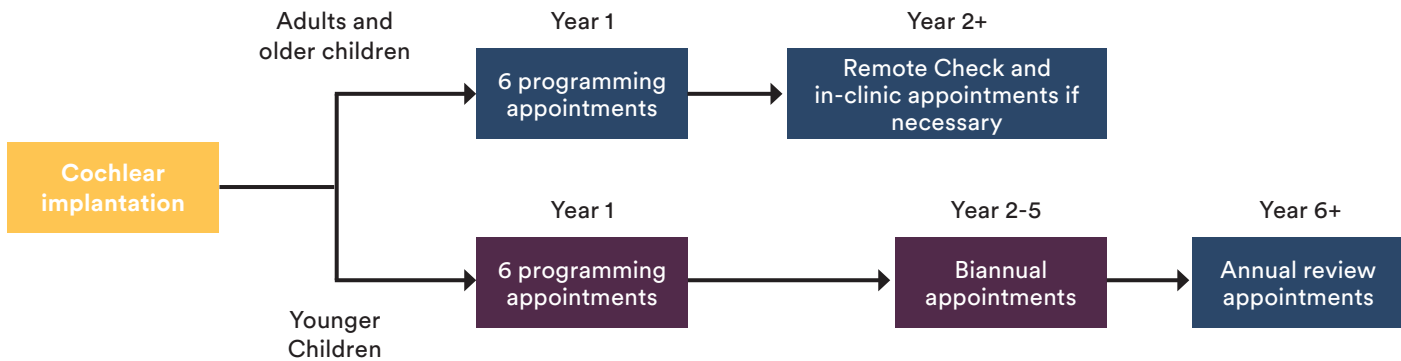 Adults and
older children
Year 1
Year 2+
6 programming
appointments
Remote Check and
in-clinic appointments if
necessary
Cochlear
implantation
Year 1
Year 2-5
Year 6+
6 programming
appointments
Biannual
appointments
Annual review
appointments
Younger
Children